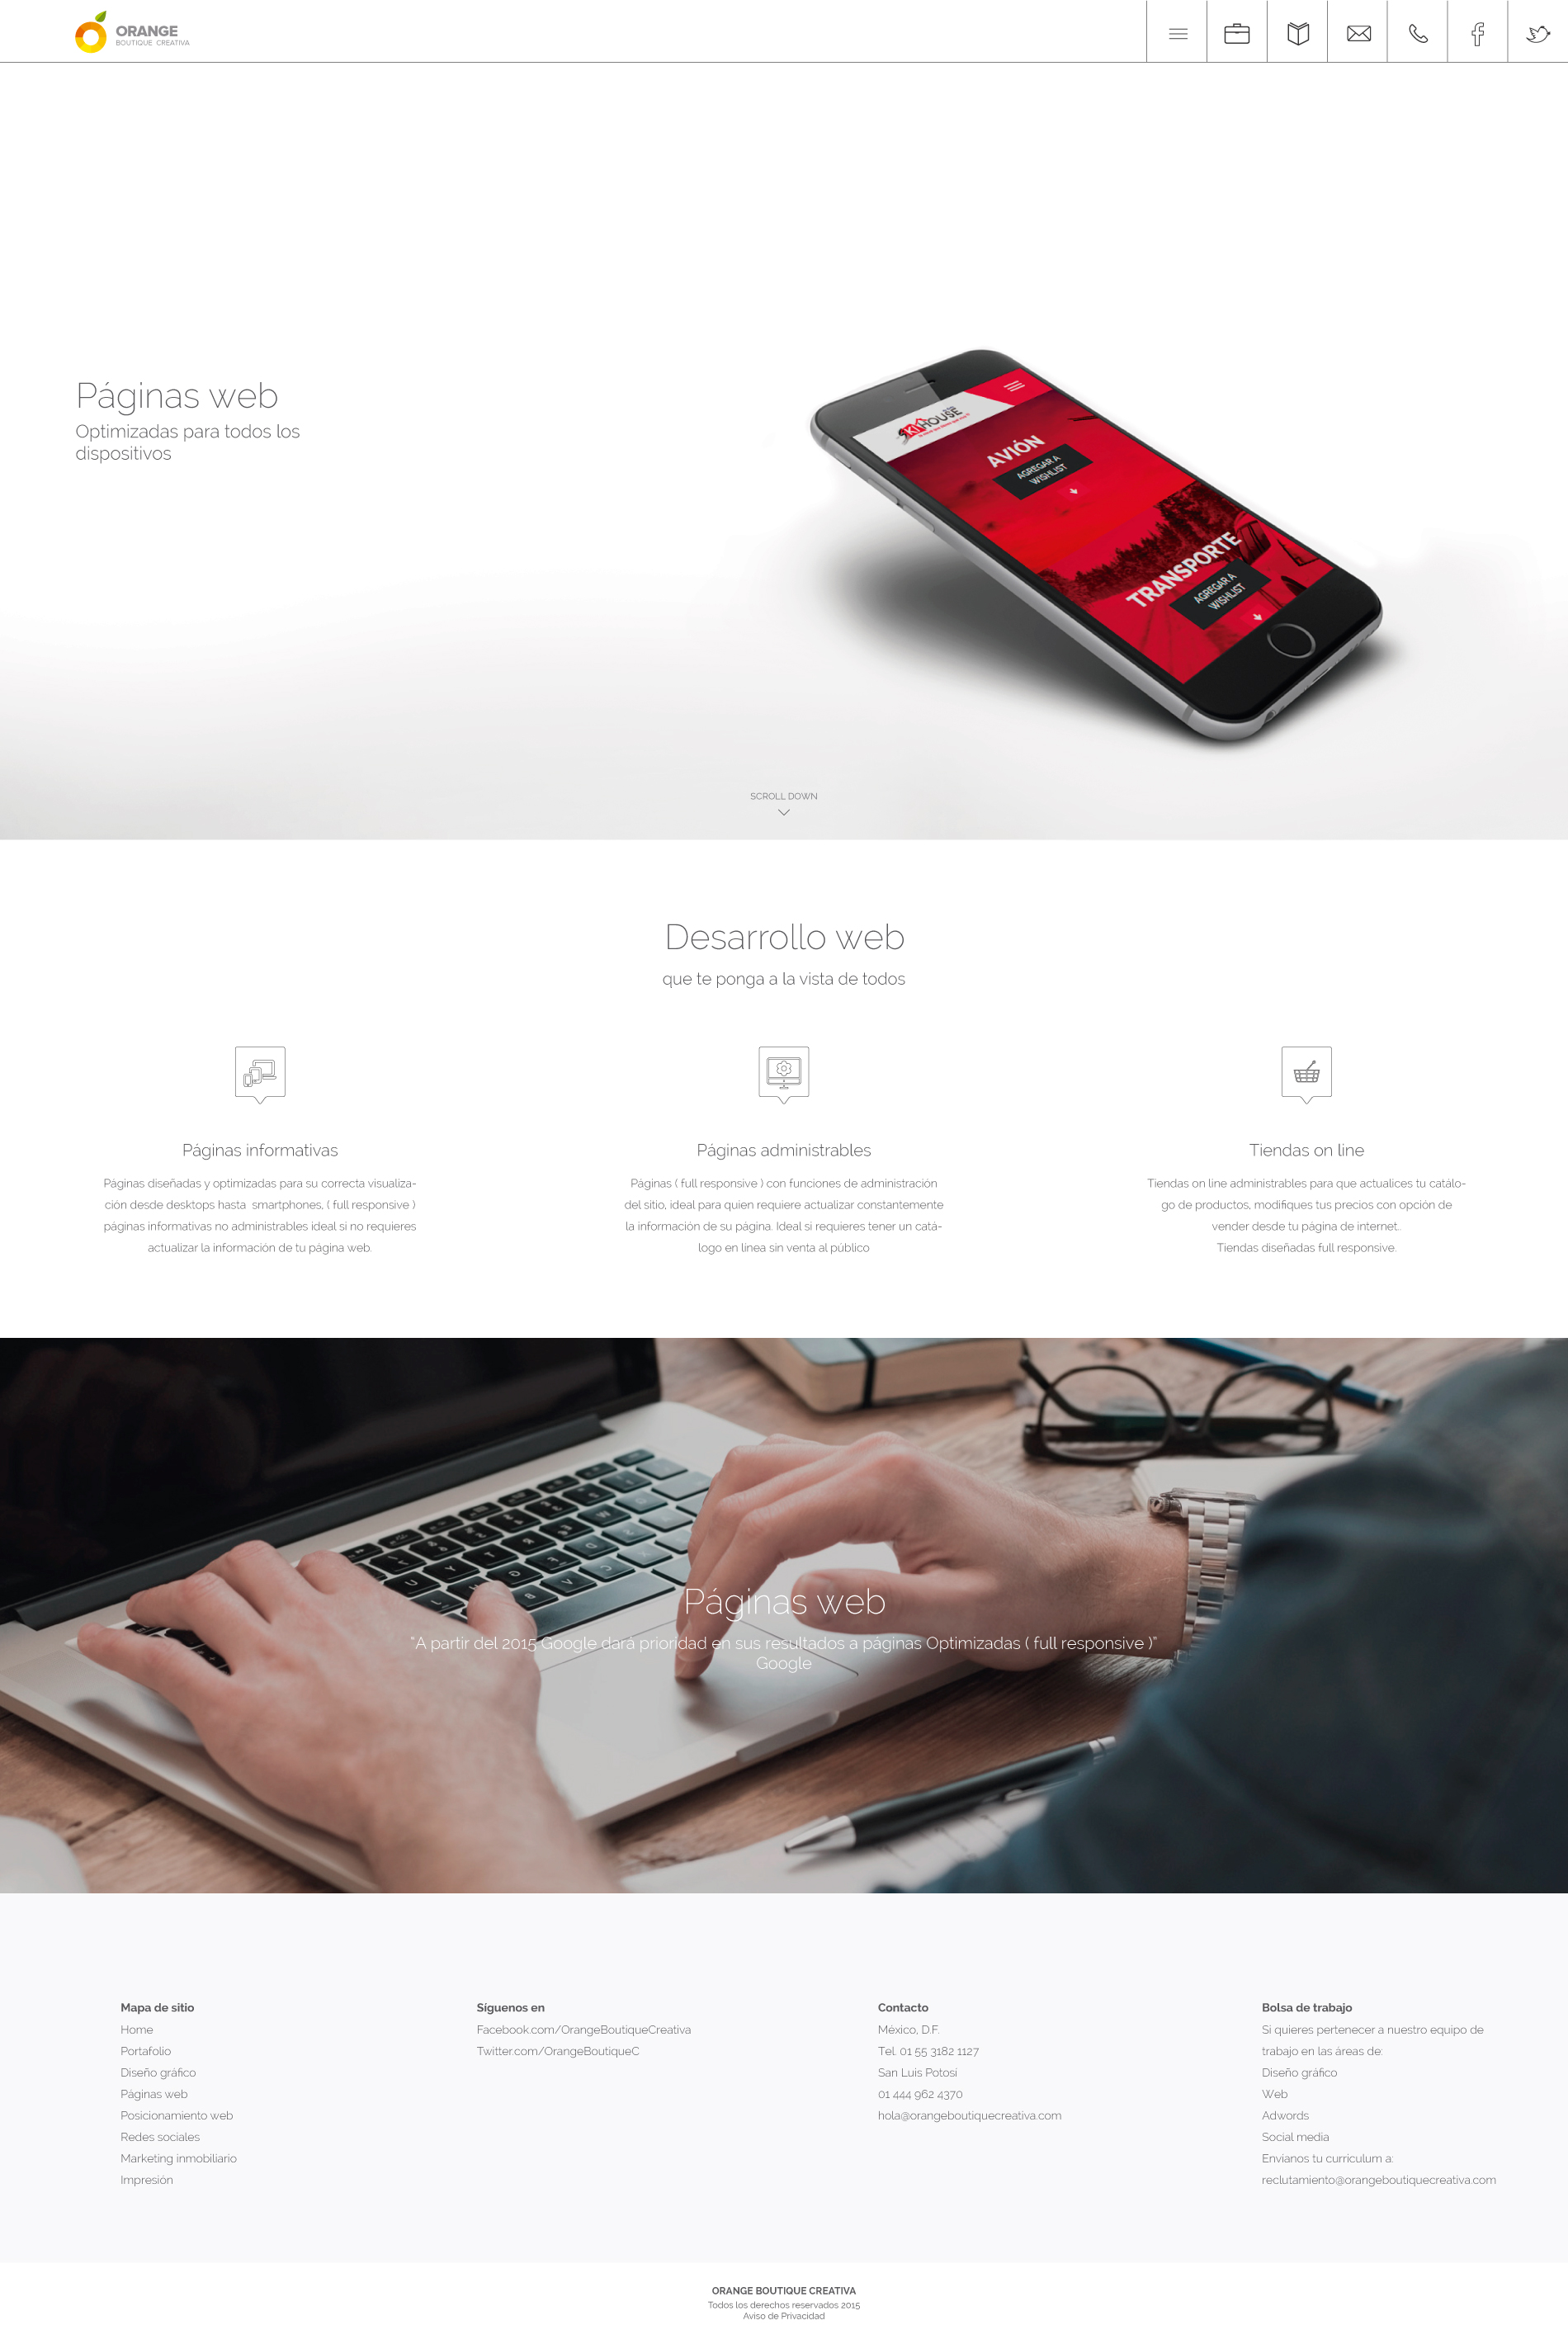 ORANGE
BOUTIQUE CREATIVA
Páginas web
Optimizadas para todos los
dispositivos
SKI HOUSE
AVIÓN
AGREGAR A
WISHLIST
TRANSPORTE
AGREGAR A
WISHLIST
SCROLL DOWN
Desarrollo web
que te ponga a la vista de todos
Páginas informativas
Páginas diseñadas y optimizadas para su correcta visualiza-
ción desde desktops hasta smartphones, ( full responsive )
páginas informativas no administrables ideal si no requieres
actualizar la información de tu página web.
Páginas administrables
Páginas ( full responsive ) con funciones de administración
del sitio, ideal para quien requiere actualizar constantemente
la información de su página. Ideal si requieres tener un catá-
logo en línea sin venta al público
Tiendas on line
Tiendas on line administrables para que actualices tu catálo-
go de productos, modifiques tus precios con opción de
vender desde tu página de internet..
Tiendas diseñadas full responsive.
Páginas web
"A partir del 2015 Google dará prioridad en sus resultados a páginas Optimizadas ( full responsive )"
Google
Mapa de sitio
Home
Portafolio
Diseño gráfico
Páginas web
Posicionamiento web
Redes sociales
Marketing inmobiliario
Impresión
Síguenos en
Facebook.com/OrangeBoutiqueCreativa
Twitter.com/OrangeBoutiqueC
Contacto
México, D.F.
Tel. 01 55 3182 1127
San Luis Potosí
01 444 962 4370
hola@orangeboutiquecreativa.com
Bolsa de trabajo
Si quieres pertenecer a nuestro equipo de
trabajo en las áreas de:
Diseño gráfico
Web
Adwords
Social media
Envíanos tu curriculum a:
reclutamiento@orangeboutiquecreativa.com
ORANGE BOUTIQUE CREATIVA
Todos los derechos reservados 2015
Aviso de Privacidad